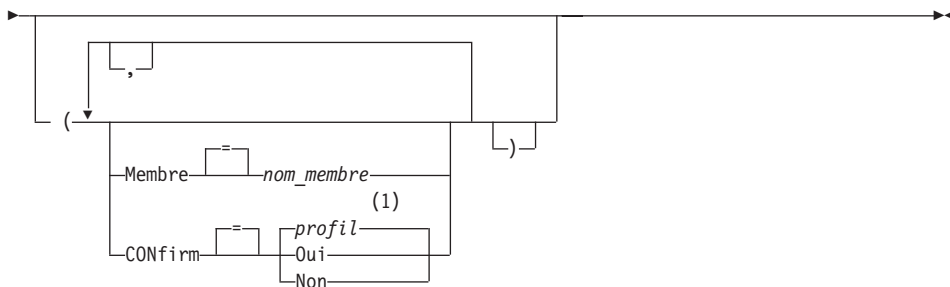 ,
(
)
Membre = nom_membre
(1)
CONfirm = profil
Oui
Non